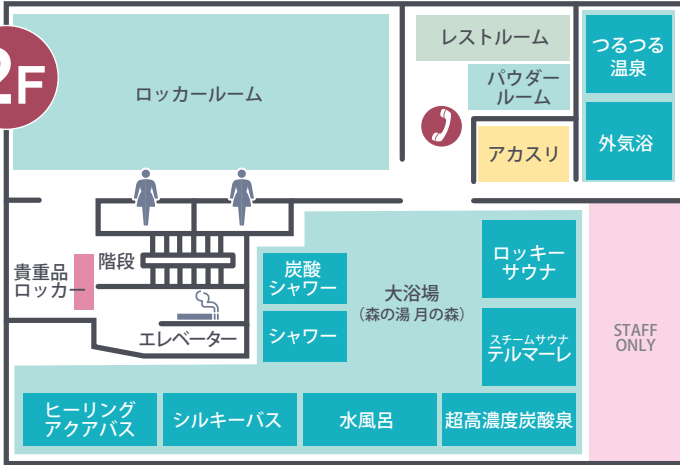 2F
ロッカールーム
レストルーム
パウダー
ルーム
アカスリ
つるつる
温泉
外気浴
貴重品
ロッカー
階段
エレベーター
炭酸
シャワー
シャワー
大浴場
（森の湯 月の森）
ロッキー
サウナ
スチームサウナ
テルマーレ
STAFF
ONLY
ヒーリング
アクアバス
シルキーバス
水風呂
超高濃度炭酸泉